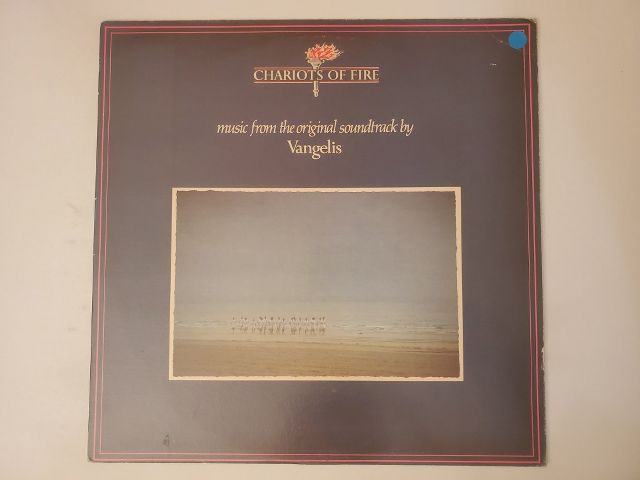 CHARIOTS OF FIRE
music from the original soundtrack by
Vangelis